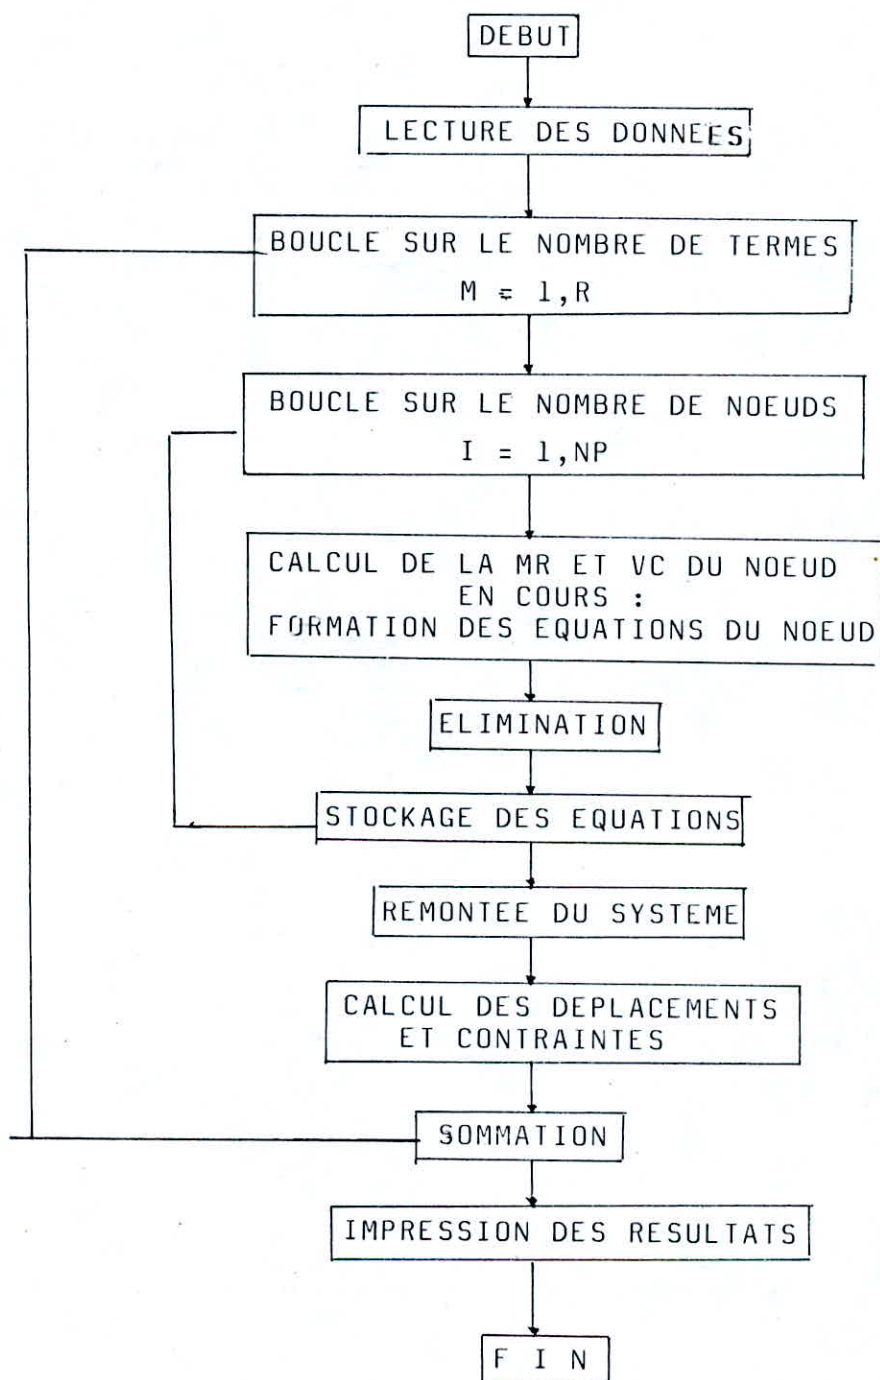 DEBUT
LECTURE DES DONNEES
BOUCLE SUR LE NOMBRE DE TERMES
M = 1,R
BOUCLE SUR LE NOMBRE DE NOEUDS
I = 1,NP
CALCUL DE LA MR ET VC DU NOEUD
EN COURS :
FORMATION DES EQUATIONS DU NOEUD
ELIMINATION
STOCKAGE DES EQUATIONS
REMONTEE DU SYSTEME
CALCUL DES DEPLACEMENTS
ET CONTRAINTES
SOMMATION
IMPRESSION DES RESULTATS
F I N